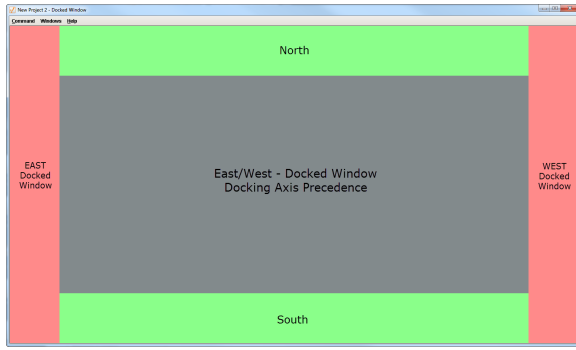 New Project 2 - Docked Window
Command Windows Help
North
EAST
Docked
Window
East/West - Docked Window
Docking Axis Precedence
WEST
Docked
Window
South